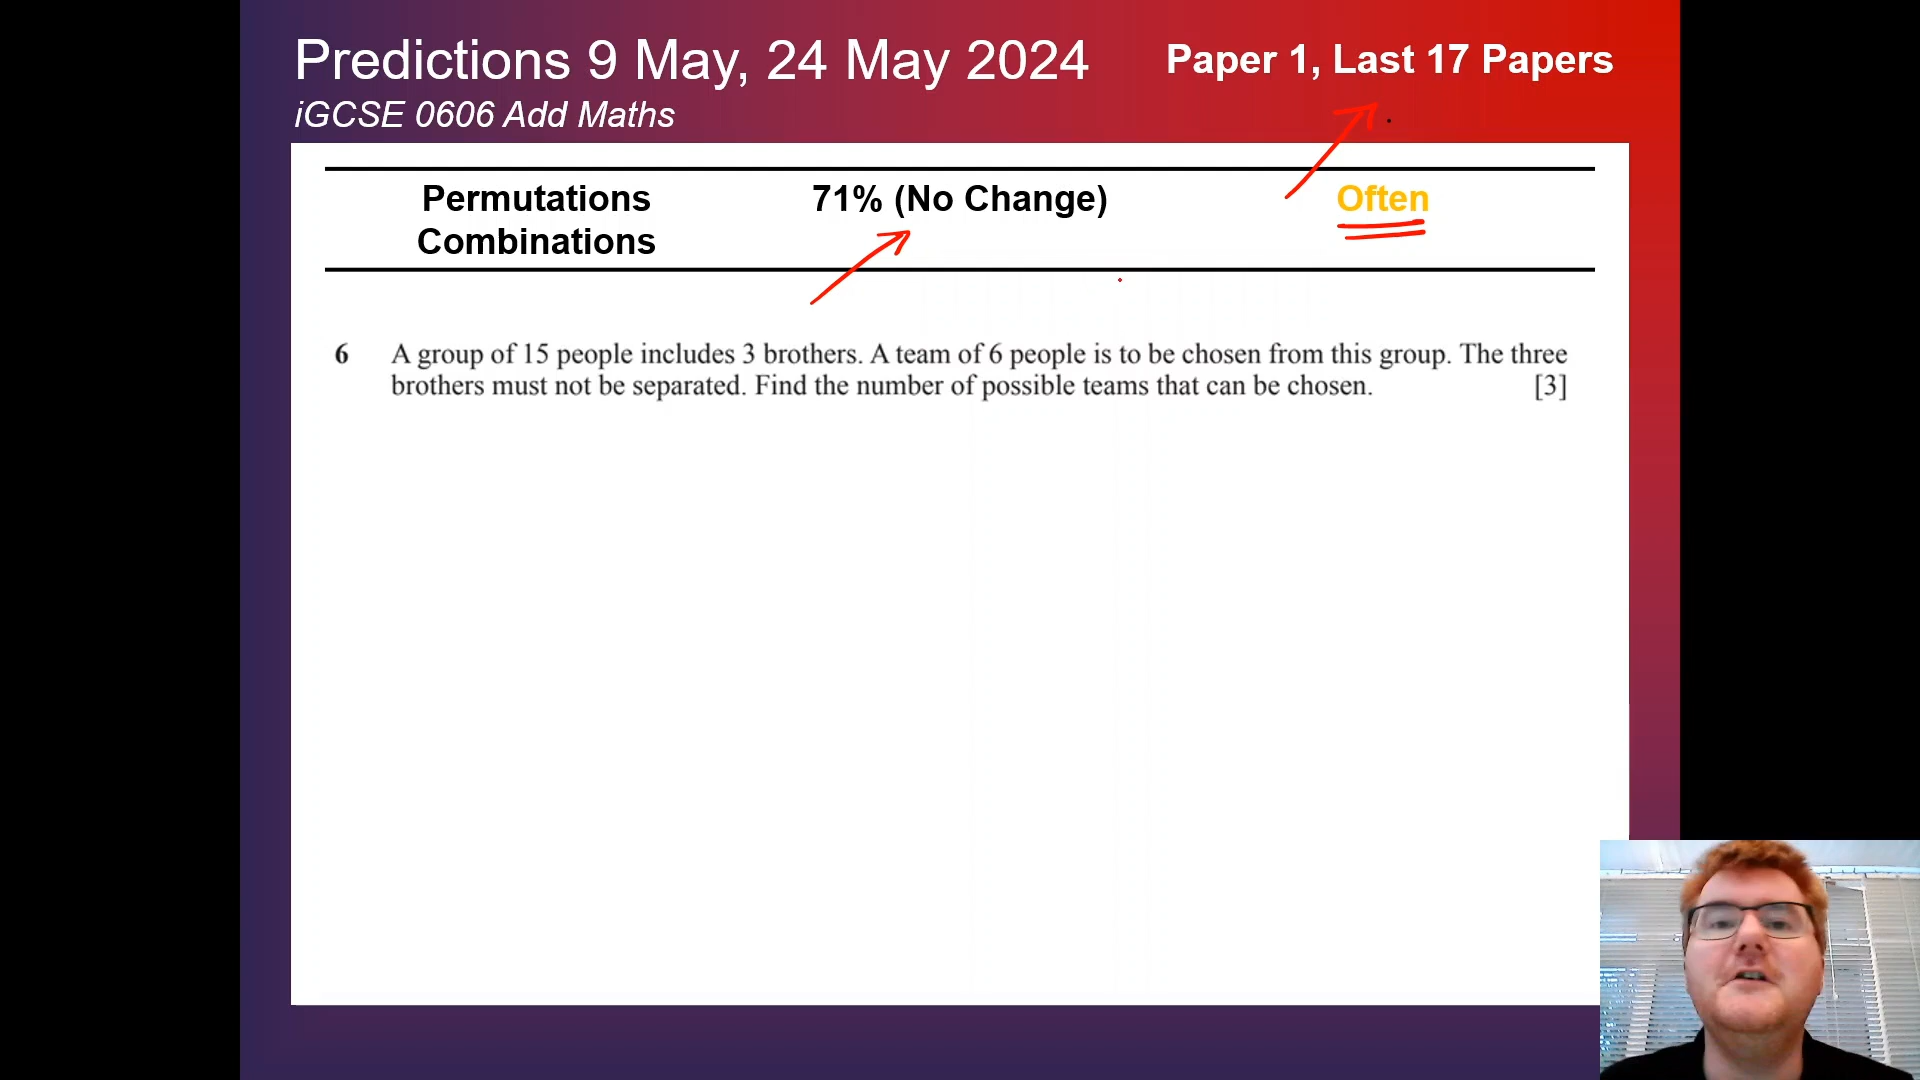 Predictions 9 May, 24 May 2024
Paper 1, Last 17 Papers
iGCSE 0606 Add Maths
Permutations
Combinations
71% (No Change)
Often
6 A group of 15 people includes 3 brothers. A team of 6 people is to be chosen from this group. The three
brothers must not be separated. Find the number of possible teams that can be chosen. [3]